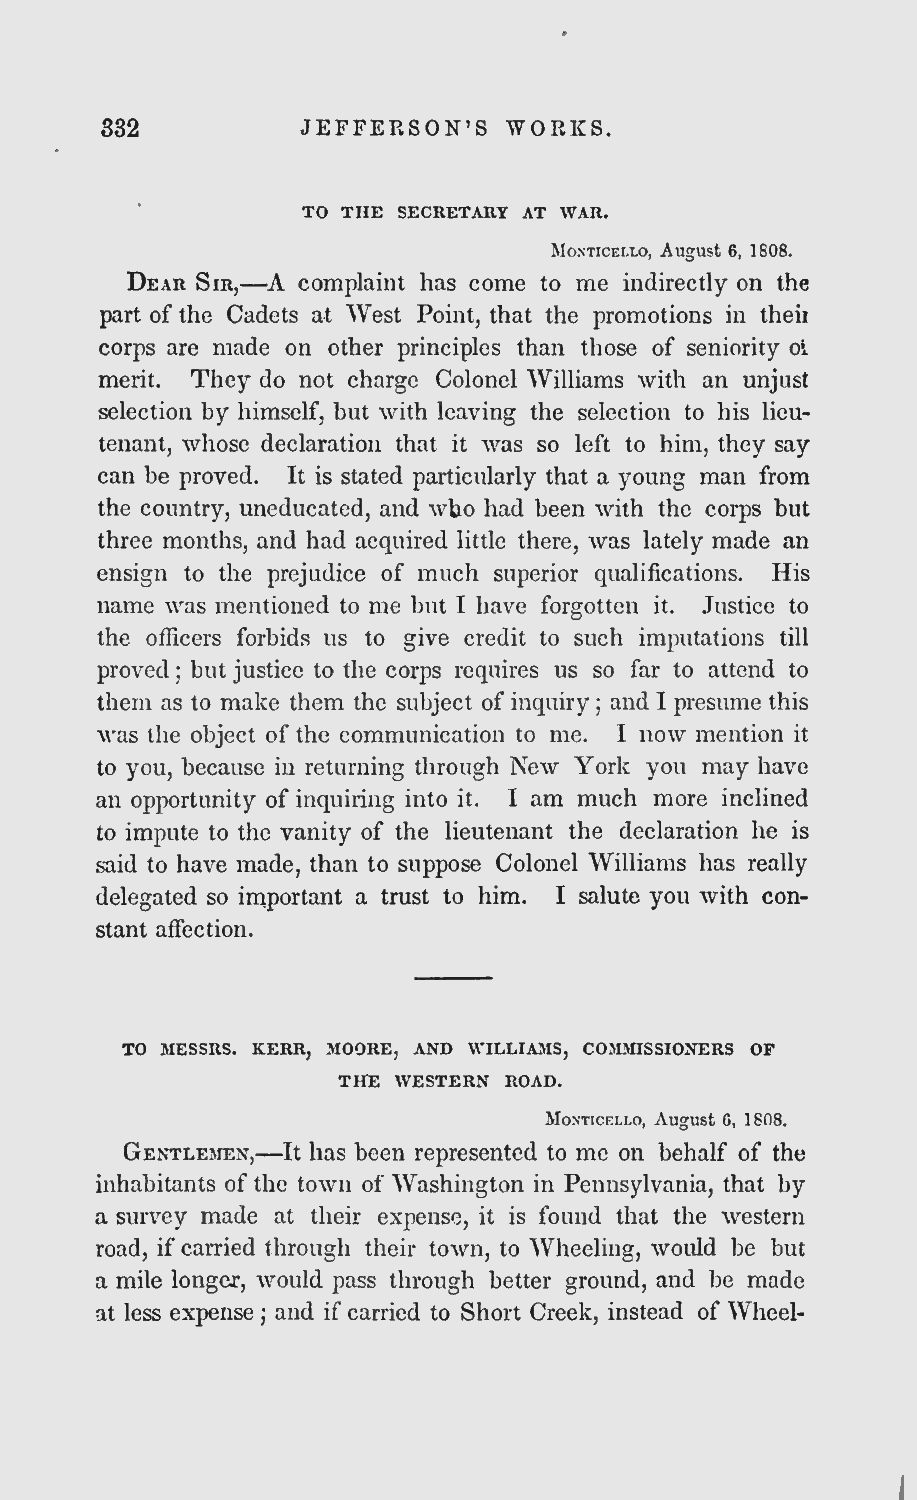 332 JEFFERSON'S WORKS.
TO THE SECRETARY AT WAR.
MONTICELLO, August 6, 1808.
DEAR SIR,—A complaint has come to me indirectly on the
part of the Cadets at West Point, that the promotions in their
corps are made on other principles than those of seniority or
merit. They do not charge Colonel Williams with an unjust
selection by himself, but with leaving the selection to his lieu-
tenant, whose declaration that it was so left to him, they say
can be proved. It is stated particularly that a young man from
the country, uneducated, and who had been with the corps but
three months, and had acquired little there, was lately made an
ensign to the prejudice of much superior qualifications. His
name was mentioned to me but I have forgotten it. Justice to
the officers forbids us to give credit to such imputations till
proved; but justice to the corps requires us so far to attend to
them as to make them the subject of inquiry; and I presume this
was the object of the communication to me. I now mention it
to you, because in returning through New York you may have
an opportunity of inquiring into it. I am much more inclined
to impute to the vanity of the lieutenant the declaration he is
said to have made, than to suppose Colonel Williams has really
delegated so important a trust to him. I salute you with con-
stant affection.
TO MESSRS. KERR, MOORE, AND WILLIAMS, COMMISSIONERS OF
THE WESTERN ROAD.
MONTICELLO, August 6, 1808.
GENTLEMEN,—It has been represented to me on behalf of the
inhabitants of the town of Washington in Pennsylvania, that by
a survey made at their expense, it is found that the western
road, if carried through their town, to Wheeling, would be but
a mile longer, would pass through better ground, and be made
at less expense; and if carried to Short Creek, instead of Wheel-